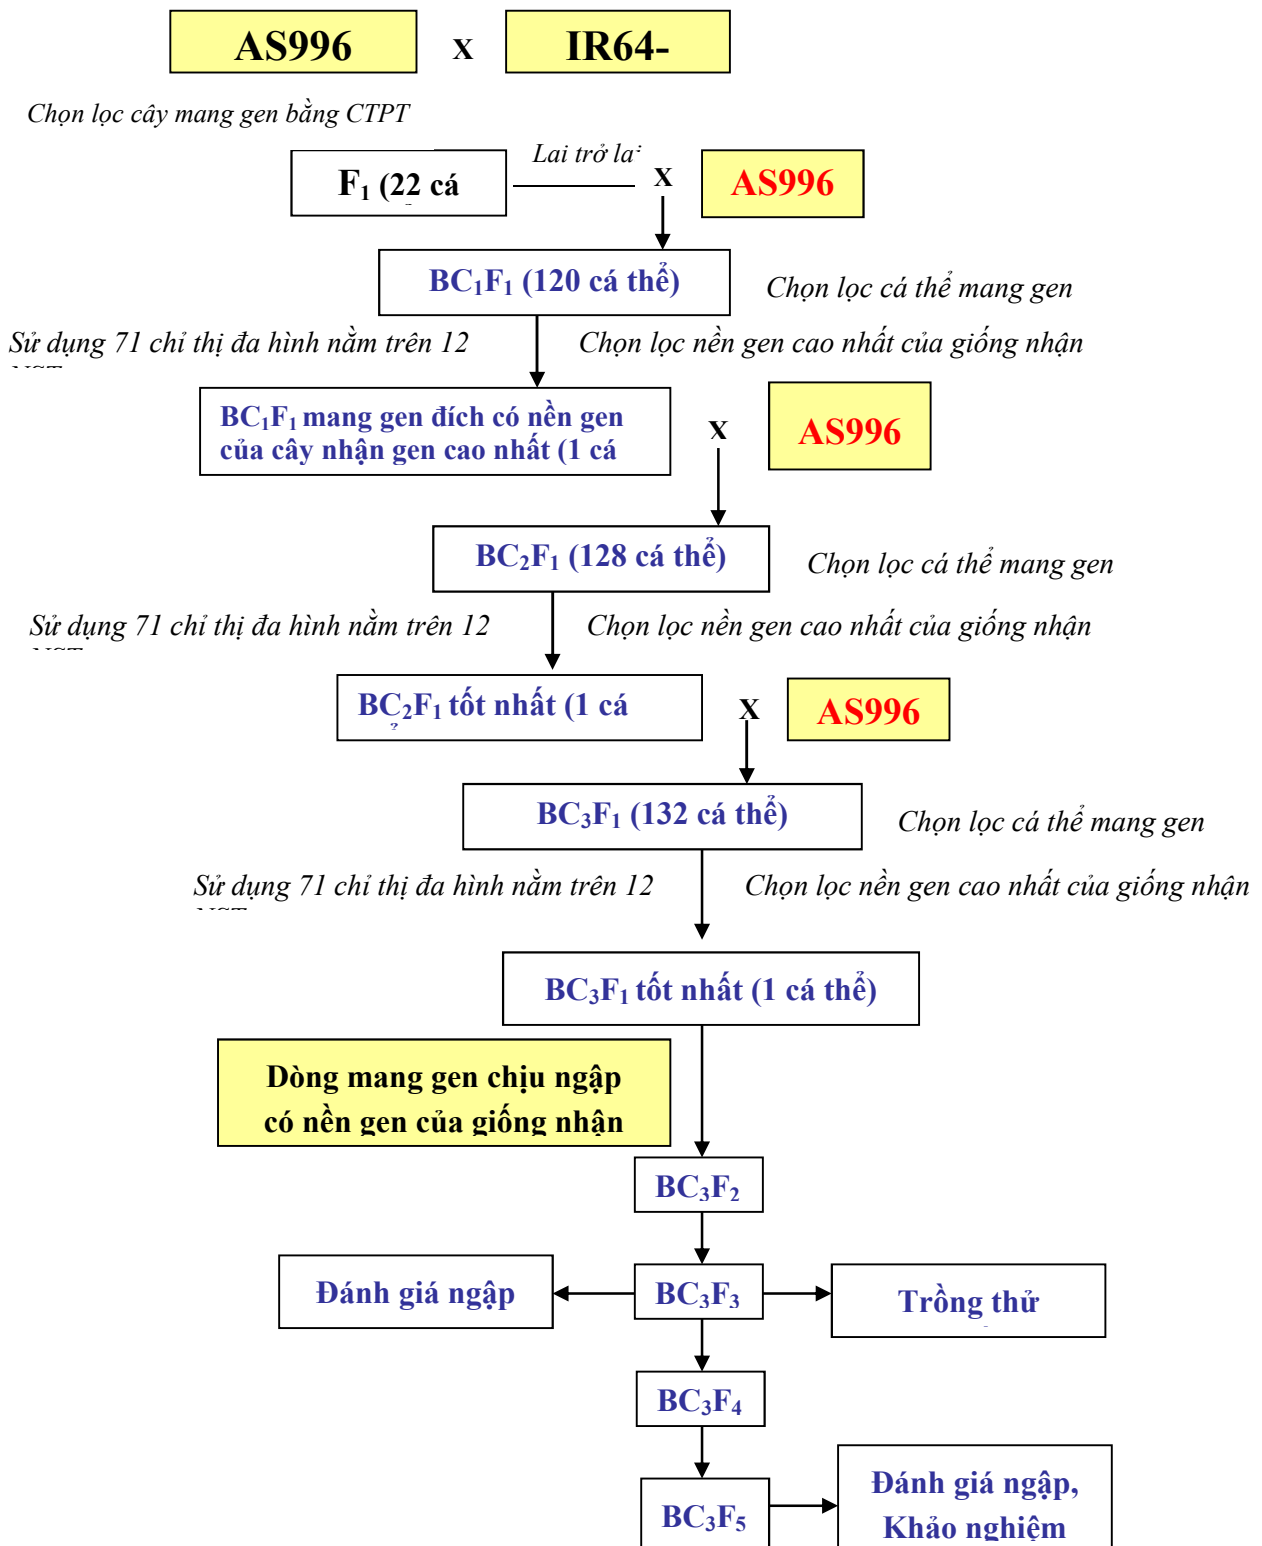 AS996 X IR64-
Chọn lọc cây mang gen bằng CTPT
Lai trở lại
F₁ (22 cá X AS996
BC₁F₁ (120 cá thể)
Chọn lọc cá thể mang gen
Sử dụng 71 chỉ thị đa hình nằm trên 12
Chọn lọc nền gen cao nhất của giống nhận
BC₁F₁ mang gen đích có nền gen
của cây nhận gen cao nhất (1 cá
X AS996
BC₂F₁ (128 cá thể)
Chọn lọc cá thể mang gen
Sử dụng 71 chỉ thị đa hình nằm trên 12
Chọn lọc nền gen cao nhất của giống nhận
BC₂F₁ tốt nhất (1 cá
X AS996
BC₃F₁ (132 cá thể)
Chọn lọc cá thể mang gen
Sử dụng 71 chỉ thị đa hình nằm trên 12
Chọn lọc nền gen cao nhất của giống nhận
BC₃F₁ tốt nhất (1 cá thể)
Dòng mang gen chịu ngập
có nền gen của giống nhận
BC₃F₂
Đánh giá ngập
BC₃F₃
Trồng thử
BC₃F₄
BC₃F₅
Đánh giá ngập,
Khảo nghiệm